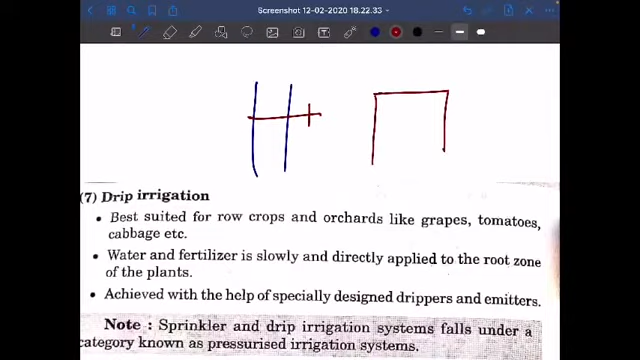 Screenshot 12-02-2020 18.22.33
(7) Drip irrigation
• Best suited for row crops and orchards like grapes, tomatoes,
cabbage etc.
• Water and fertilizer is slowly and directly applied to the root zone
of the plants.
• Achieved with the help of specially designed drippers and emitters.
Note : Sprinkler and drip irrigation systems falls under a
category known as pressurised irrigation systems.